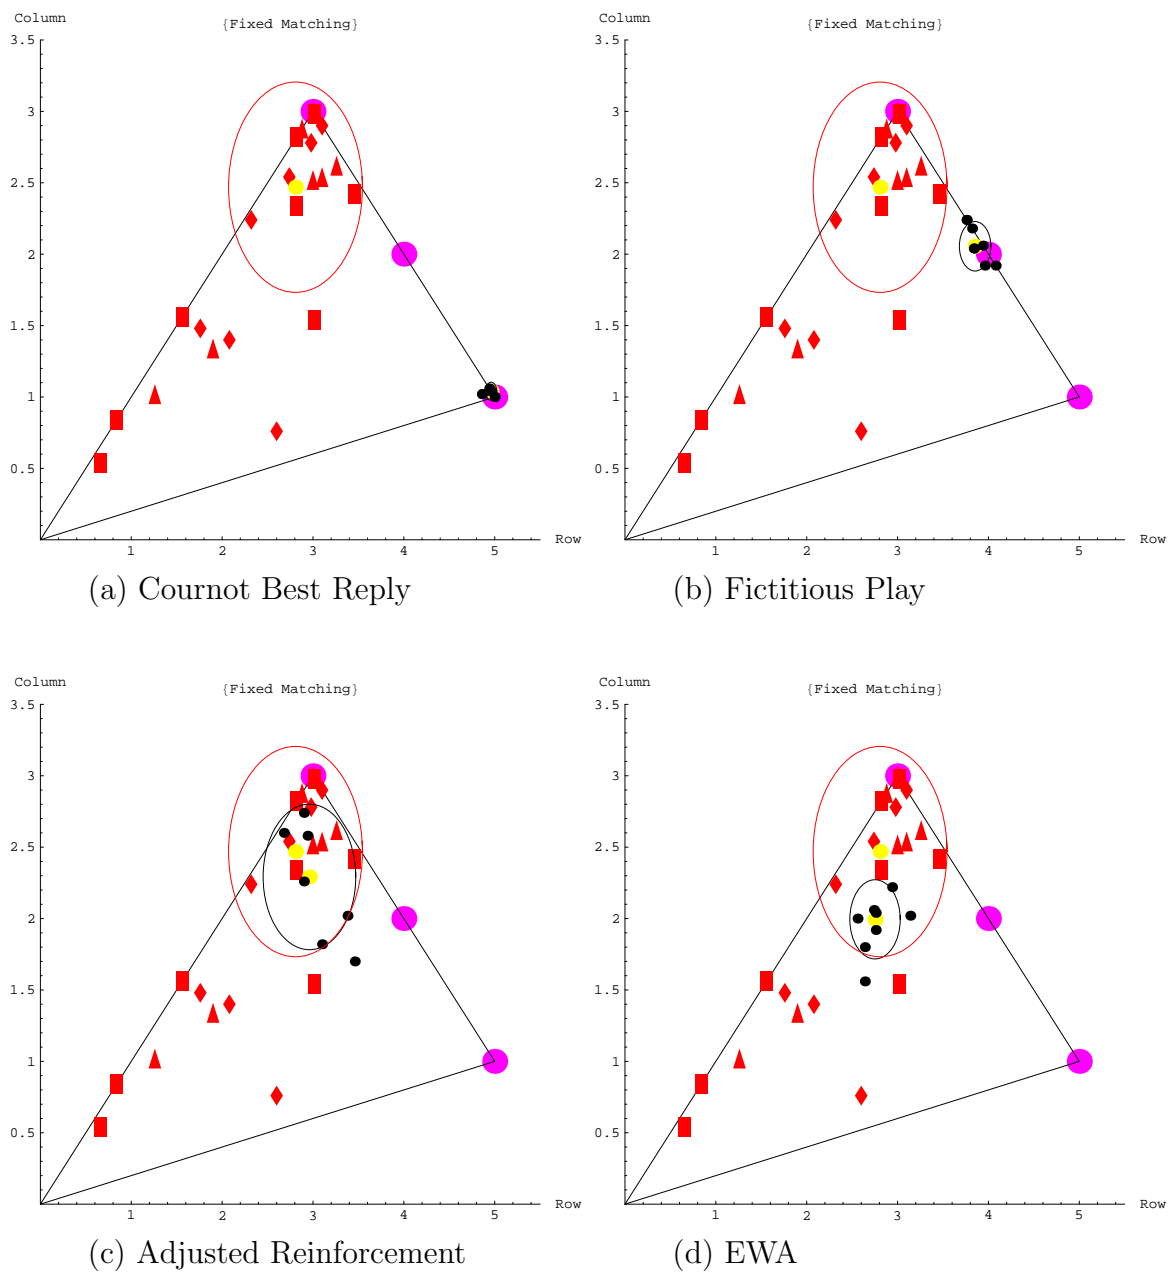 Column {Fixed Matching}
3.5
3
2.5
2
1.5
1
0.5
1 2 3 4 5 Row
(a) Cournot Best Reply
Column {Fixed Matching}
3.5
3
2.5
2
1.5
1
0.5
1 2 3 4 5 Row
(b) Fictitious Play
Column {Fixed Matching}
3.5
3
2.5
2
1.5
1
0.5
1 2 3 4 5 Row
(c) Adjusted Reinforcement
Column {Fixed Matching}
3.5
3
2.5
2
1.5
1
0.5
1 2 3 4 5 Row
(d) EWA